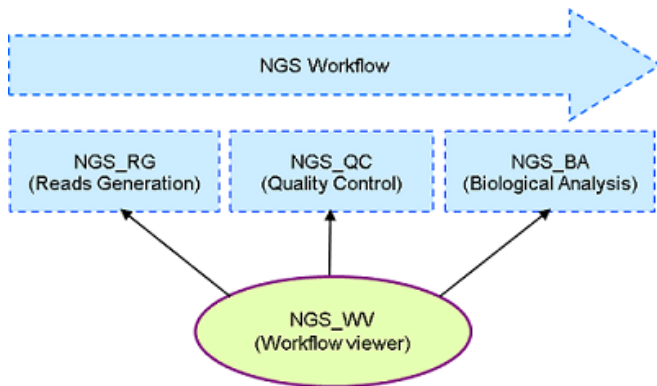 NGS Workflow
NGS_RG
(Reads Generation)
NGS_QC
(Quality Control)
NGS_BA
(Biological Analysis)
NGS_WV
(Workflow viewer)